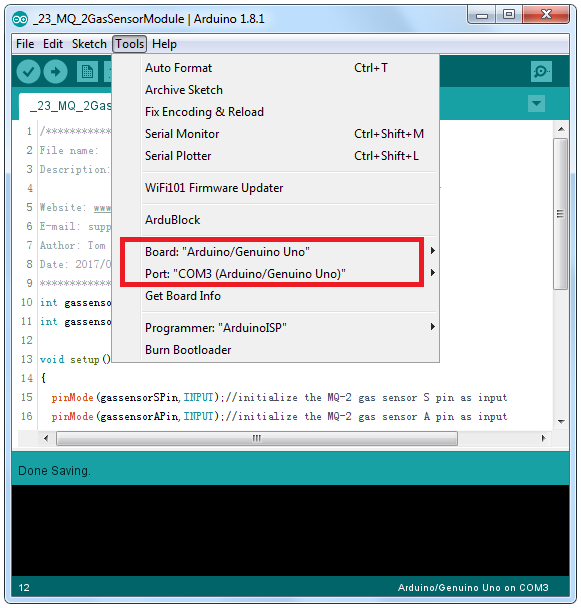 _23_MQ_2GasSensorModule | Arduino 1.8.1
File Edit Sketch Tools Help
Auto Format Ctrl+T
Archive Sketch
Fix Encoding & Reload
Serial Monitor Ctrl+Shift+M
Serial Plotter Ctrl+Shift+L
WiFi101 Firmware Updater
ArduBlock
Board: "Arduino/Genuino Uno"
Port: "COM3 (Arduino/Genuino Uno)"
Get Board Info
Programmer: "ArduinoISP"
Burn Bootloader
_23_MQ_2GasS
1 /***********
2 File name:
3 Description:
4
5 Website: www
6 E-mail: supp
7 Author: Tom
8 Date: 2017/0
9 ************
10 int gassenso
11 int gassenso
12
13 void setup()
14 {
15 pinMode(gassensorSPin,INPUT);//initialize the MQ-2 gas sensor S pin as input
16 pinMode(gassensorAPin,INPUT);//initialize the MQ-2 gas sensor A pin as input
Done Saving.
12 Arduino/Genuino Uno on COM3